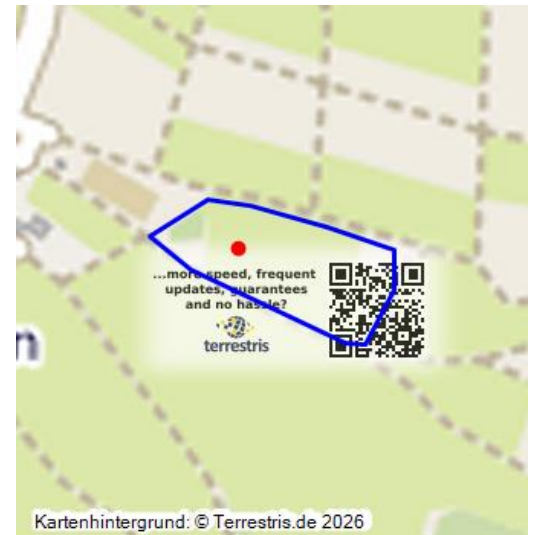 ...more speed, frequent
updates, guarantees
and no hassle?
terrestris
n
Kartenhintergrund: © Terrestris.de 2026